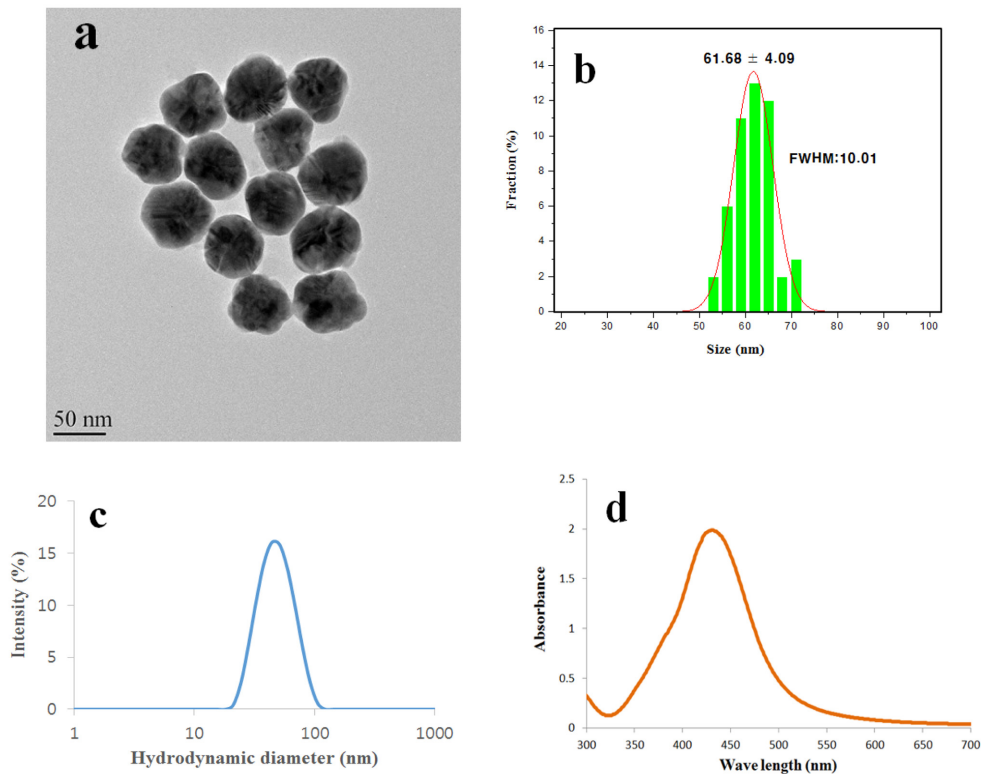 a
50 nm
b
61.68 ± 4.09
FWHM:10.01
Fraction (%)
16
14
12
10
8
6
4
2
0
20 30 40 50 60 70 80 90 100
Size (nm)
c
Intensity (%)
20
15
10
5
0
1 10 100 1000
Hydrodynamic diameter (nm)
d
Absorbance
2.5
2
1.5
1
0.5
0
300 350 400 450 500 550 600 650 700
Wave length (nm)